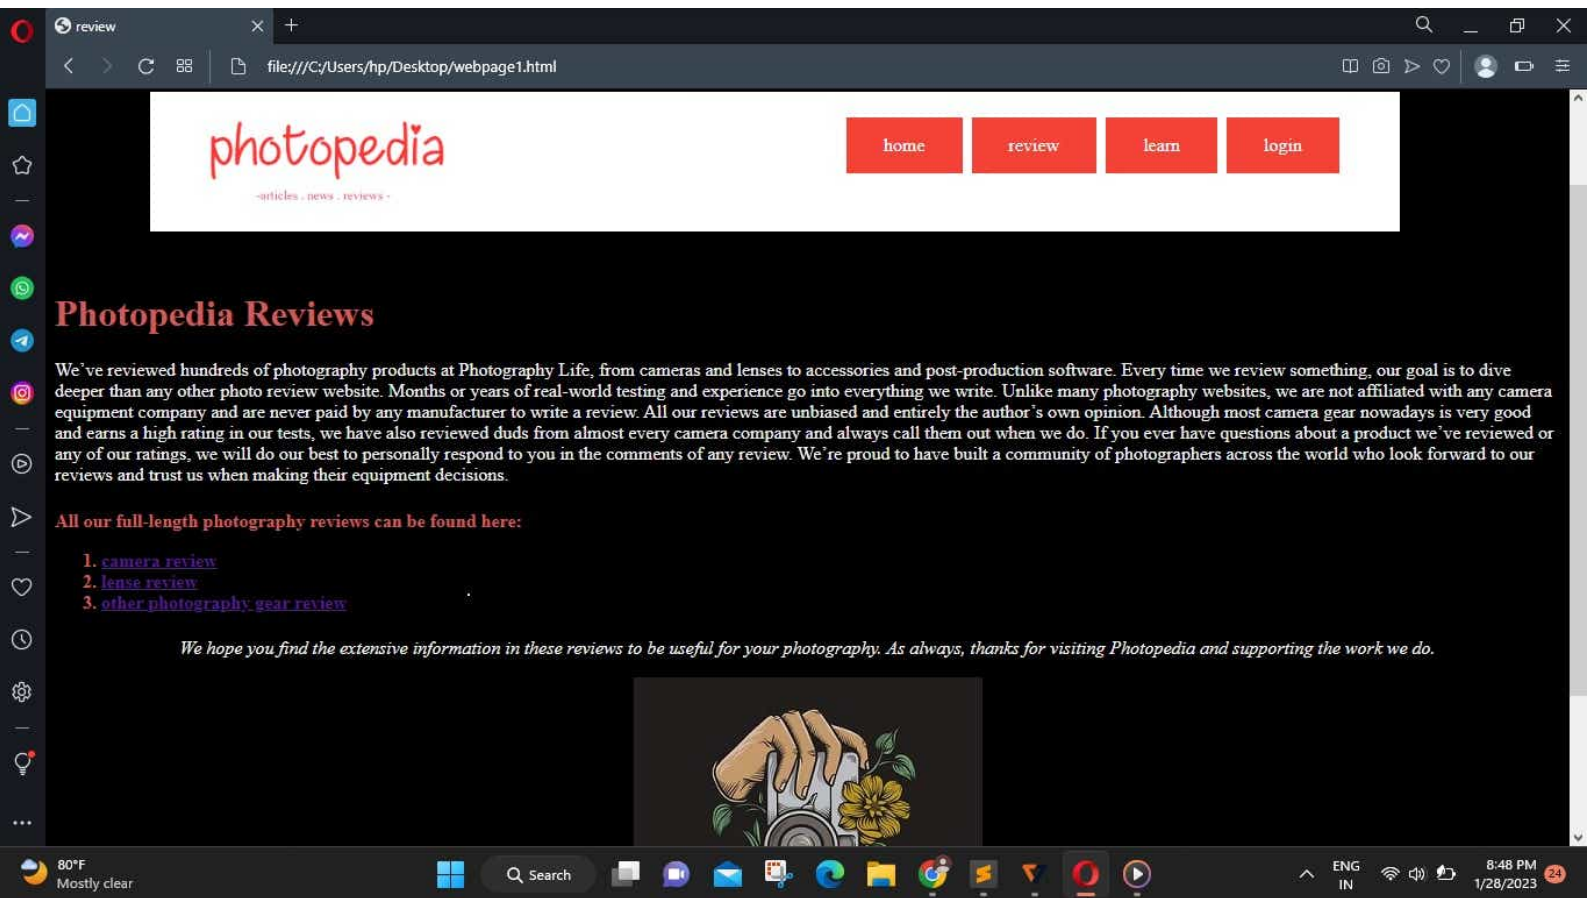 review
file:///C:/Users/hp/Desktop/webpage1.html
photopedia
-articles . news . reviews -
home
review
learn
login
Photopedia Reviews
We’ve reviewed hundreds of photography products at Photography Life, from cameras and lenses to accessories and post-production software. Every time we review something, our goal is to dive
deeper than any other photo review website. Months or years of real-world testing and experience go into everything we write. Unlike many photography websites, we are not affiliated with any camera
equipment company and are never paid by any manufacturer to write a review. All our reviews are unbiased and entirely the author’s own opinion. Although most camera gear nowadays is very good
and earns a high rating in our tests, we have also reviewed duds from almost every camera company and always call them out when we do. If you ever have questions about a product we’ve reviewed or
any of our ratings, we will do our best to personally respond to you in the comments of any review. We’re proud to have built a community of photographers across the world who look forward to our
reviews and trust us when making their equipment decisions.
All our full-length photography reviews can be found here:
1. camera review
2. lense review
3. other photography gear review
We hope you find the extensive information in these reviews to be useful for your photography. As always, thanks for visiting Photopedia and supporting the work we do.
80°F
Mostly clear
Search
ENG
IN
8:48 PM
1/28/2023
24